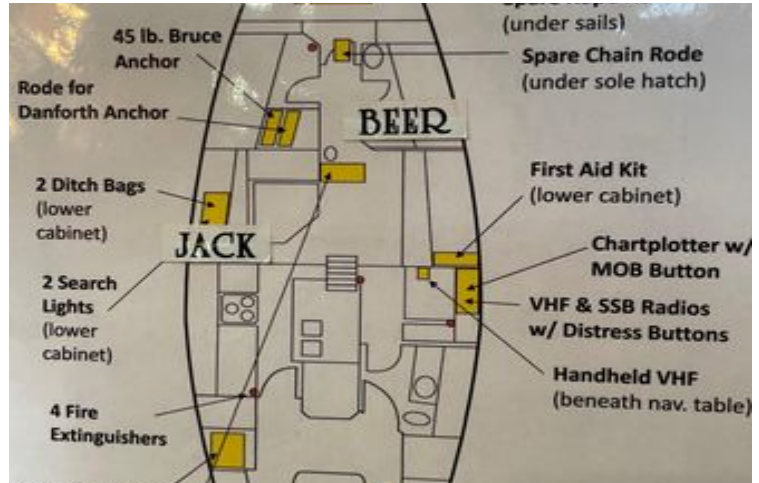 (under sails)
45 lb. Bruce
Anchor
Spare Chain Rode
(under sole hatch)
Rode for
Danforth Anchor
BEER
First Aid Kit
(lower cabinet)
2 Ditch Bags
(lower
cabinet)
JACK
Chartplotter w/
MOB Button
2 Search
Lights
(lower
cabinet)
VHF & SSB Radios
w/ Distress Buttons
Handheld VHF
(beneath nav. table)
4 Fire
Extinguishers